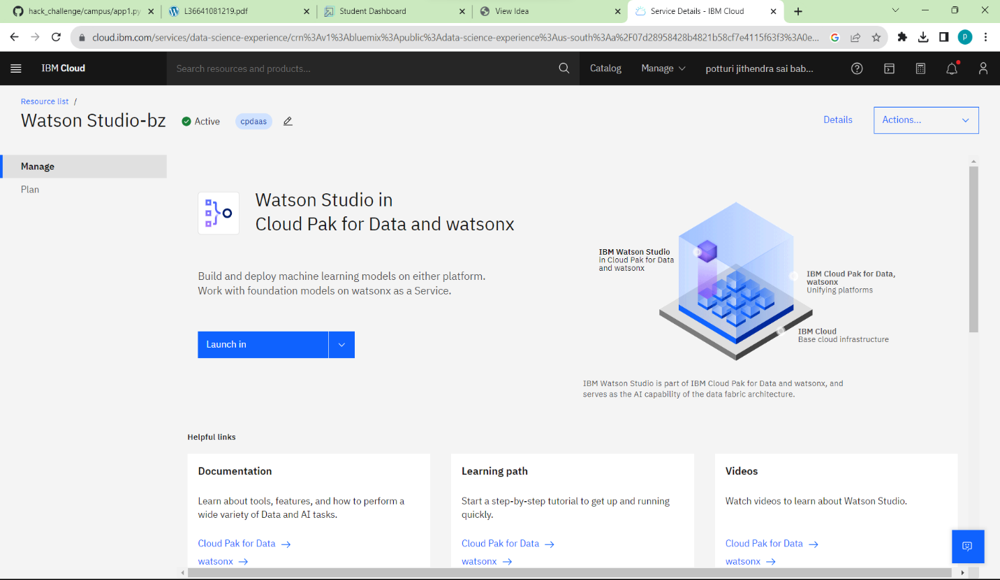 hack_challenge/campus/app1.py
L36641081219.pdf
Student Dashboard
View Idea
Service Details - IBM Cloud
cloud.ibm.com/services/data-science-experience/crn%3Av1%3Abluemix%3Apublic%3Adata-science-experience%3Aus-south%3Aa%2F07d28958428b4821b58cf7e4115f63f3%3A0e...
P
IBM Cloud
Search resources and products...
Catalog
Manage
potturi jithendra sai bab...
Resource list /
Watson Studio-bz
Active
cpdaas
Details
Actions...
Manage
Plan
Watson Studio in
Cloud Pak for Data and watsonx
Build and deploy machine learning models on either platform.
Work with foundation models on watsonx as a Service.
Launch in
IBM Watson Studio
in Cloud Pak for Data
and watsonx
IBM Cloud Pak for Data,
watsonx
Unifying platforms
IBM Cloud
Base cloud infrastructure
IBM Watson Studio is part of IBM Cloud Pak for Data and watsonx, and
serves as the AI capability of the data fabric architecture.
Helpful links
Documentation
Learn about tools, features, and how to perform a
wide variety of Data and AI tasks.
Cloud Pak for Data
watsonx
Learning path
Start a step-by-step tutorial to get up and running
quickly.
Cloud Pak for Data
watsonx
Videos
Watch videos to learn about Watson Studio.
Cloud Pak for Data
watsonx